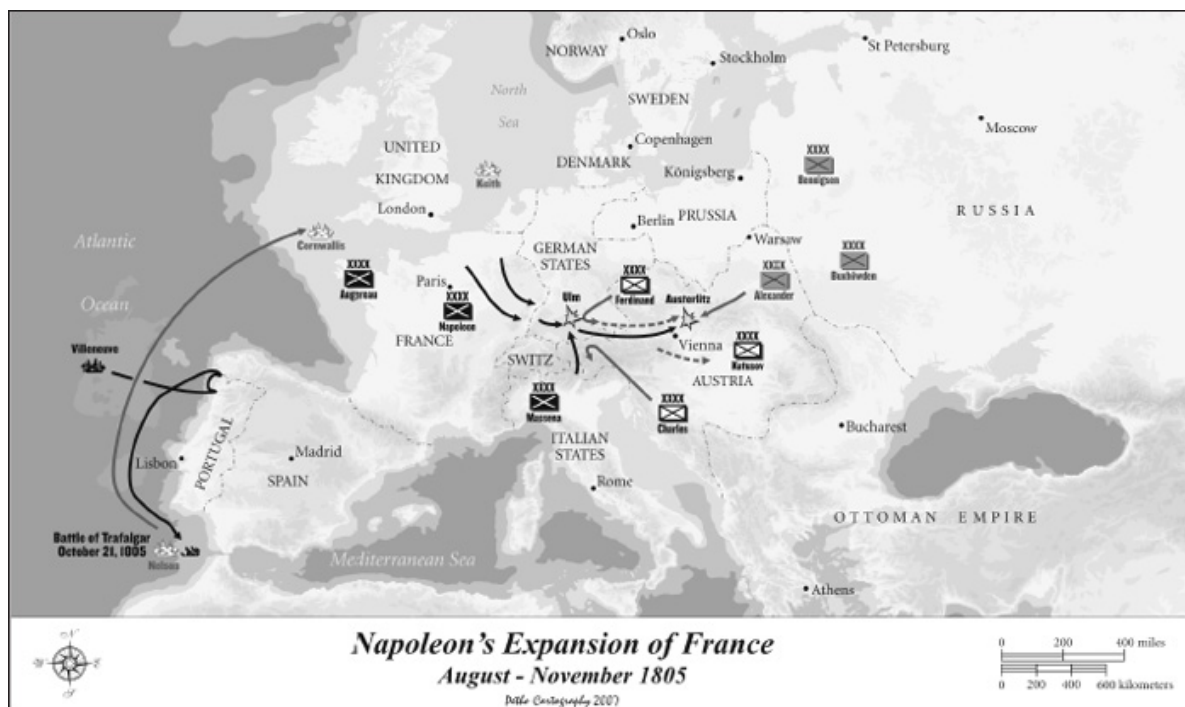 NORWAY
Oslo
Stockholm
St Petersburg
North
Sea
SWEDEN
Moscow
UNITED
KINGDOM
Copenhagen
DENMARK
XXXX
Bennigson
Keith
Königsberg
London
Berlin
PRUSSIA
RUSSIA
Atlantic
Cornwallis
Warsaw
GERMAN
STATES
XXXX
Buxhöwden
XXXX
Augereau
Paris
XXXX
Napoleon
Ulm
XXXX
Ferdinand
Austerlitz
XXXX
Alexander
Ocean
FRANCE
Vienna
Villeneuve
SWITZ
XXXX
Kutusov
AUSTRIA
XXXX
Massena
XXXX
Charles
Bucharest
ITALIAN
STATES
Lisbon
PORTUGAL
Madrid
SPAIN
Rome
OTTOMAN EMPIRE
Battle of Trafalgar
October 21, 1805
Nelson
Mediterranean Sea
Athens
N
W
E
S
Napoleon's Expansion of France
August - November 1805
Petho Cartography 2007
0 200 400 miles
0 200 400 600 kilometers